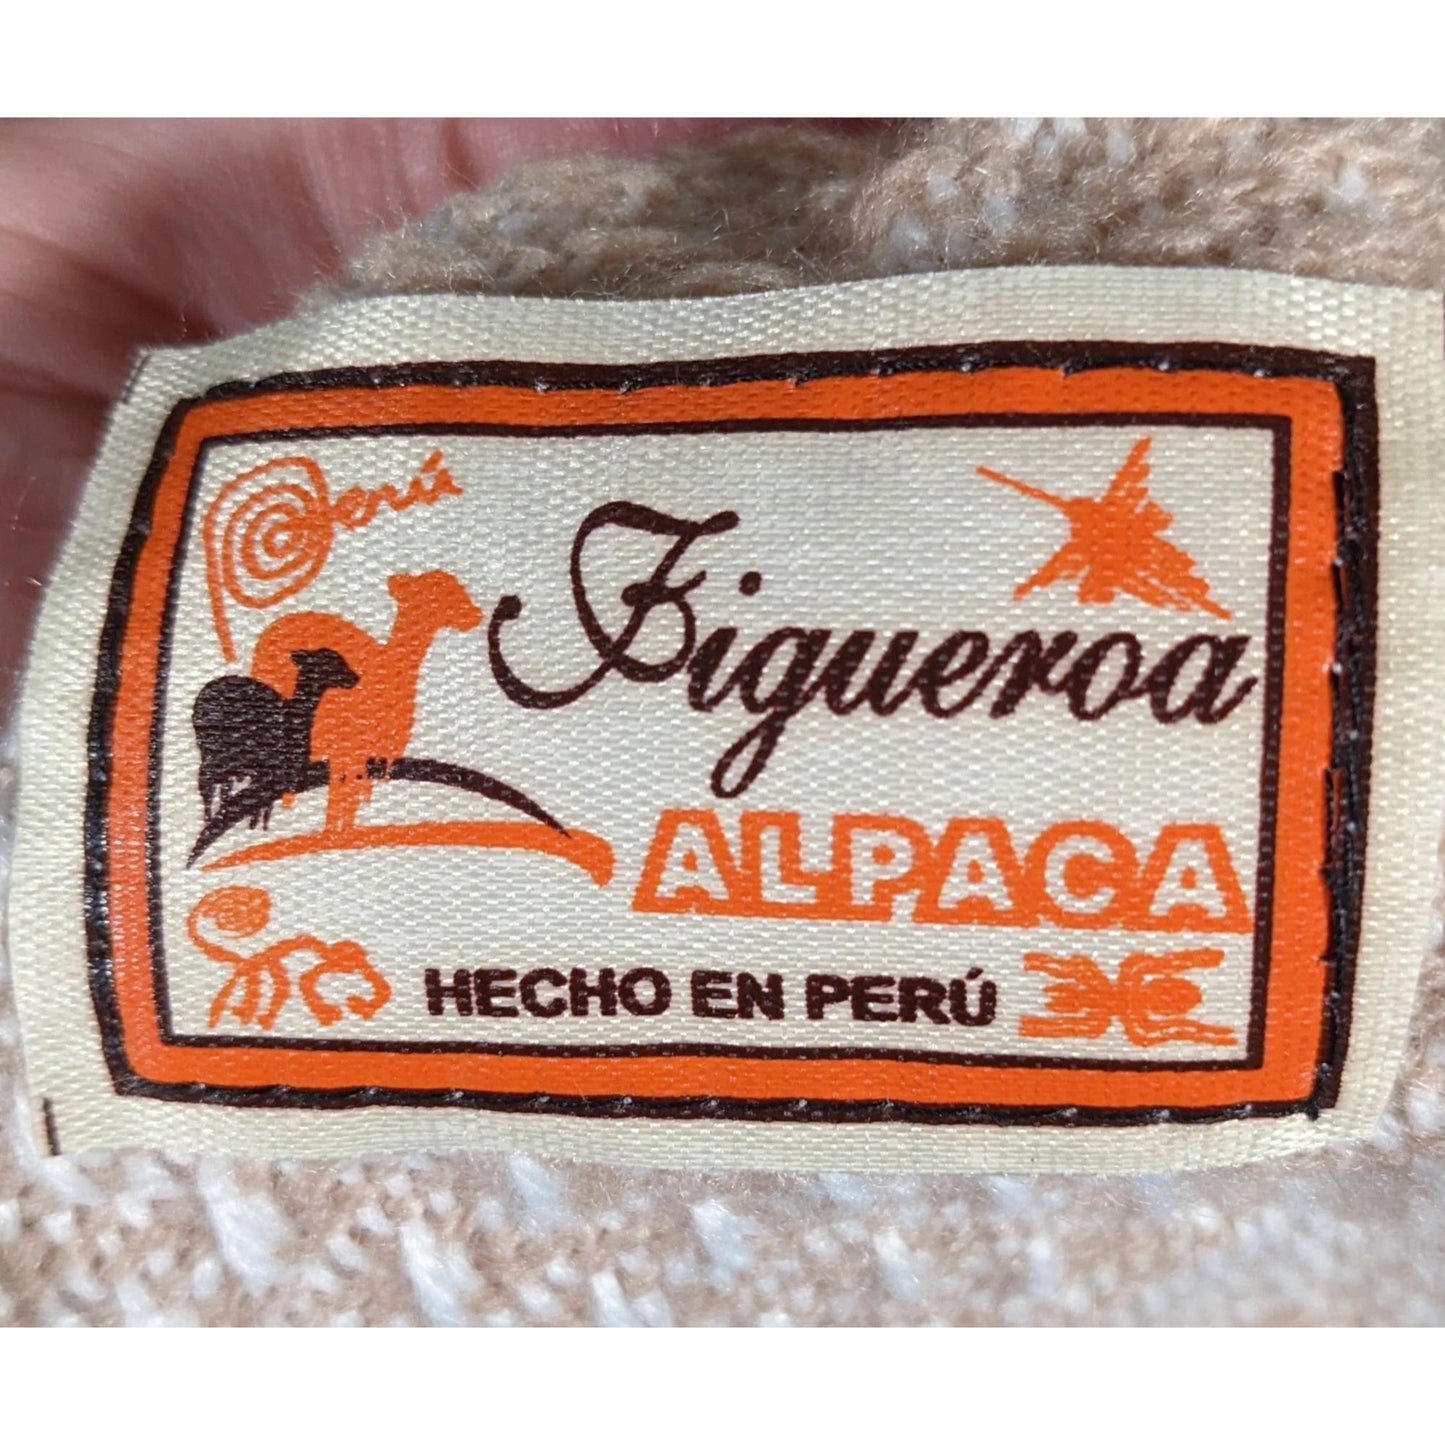 Perú
Figueroa
ALPACA
HECHO EN PERÚ